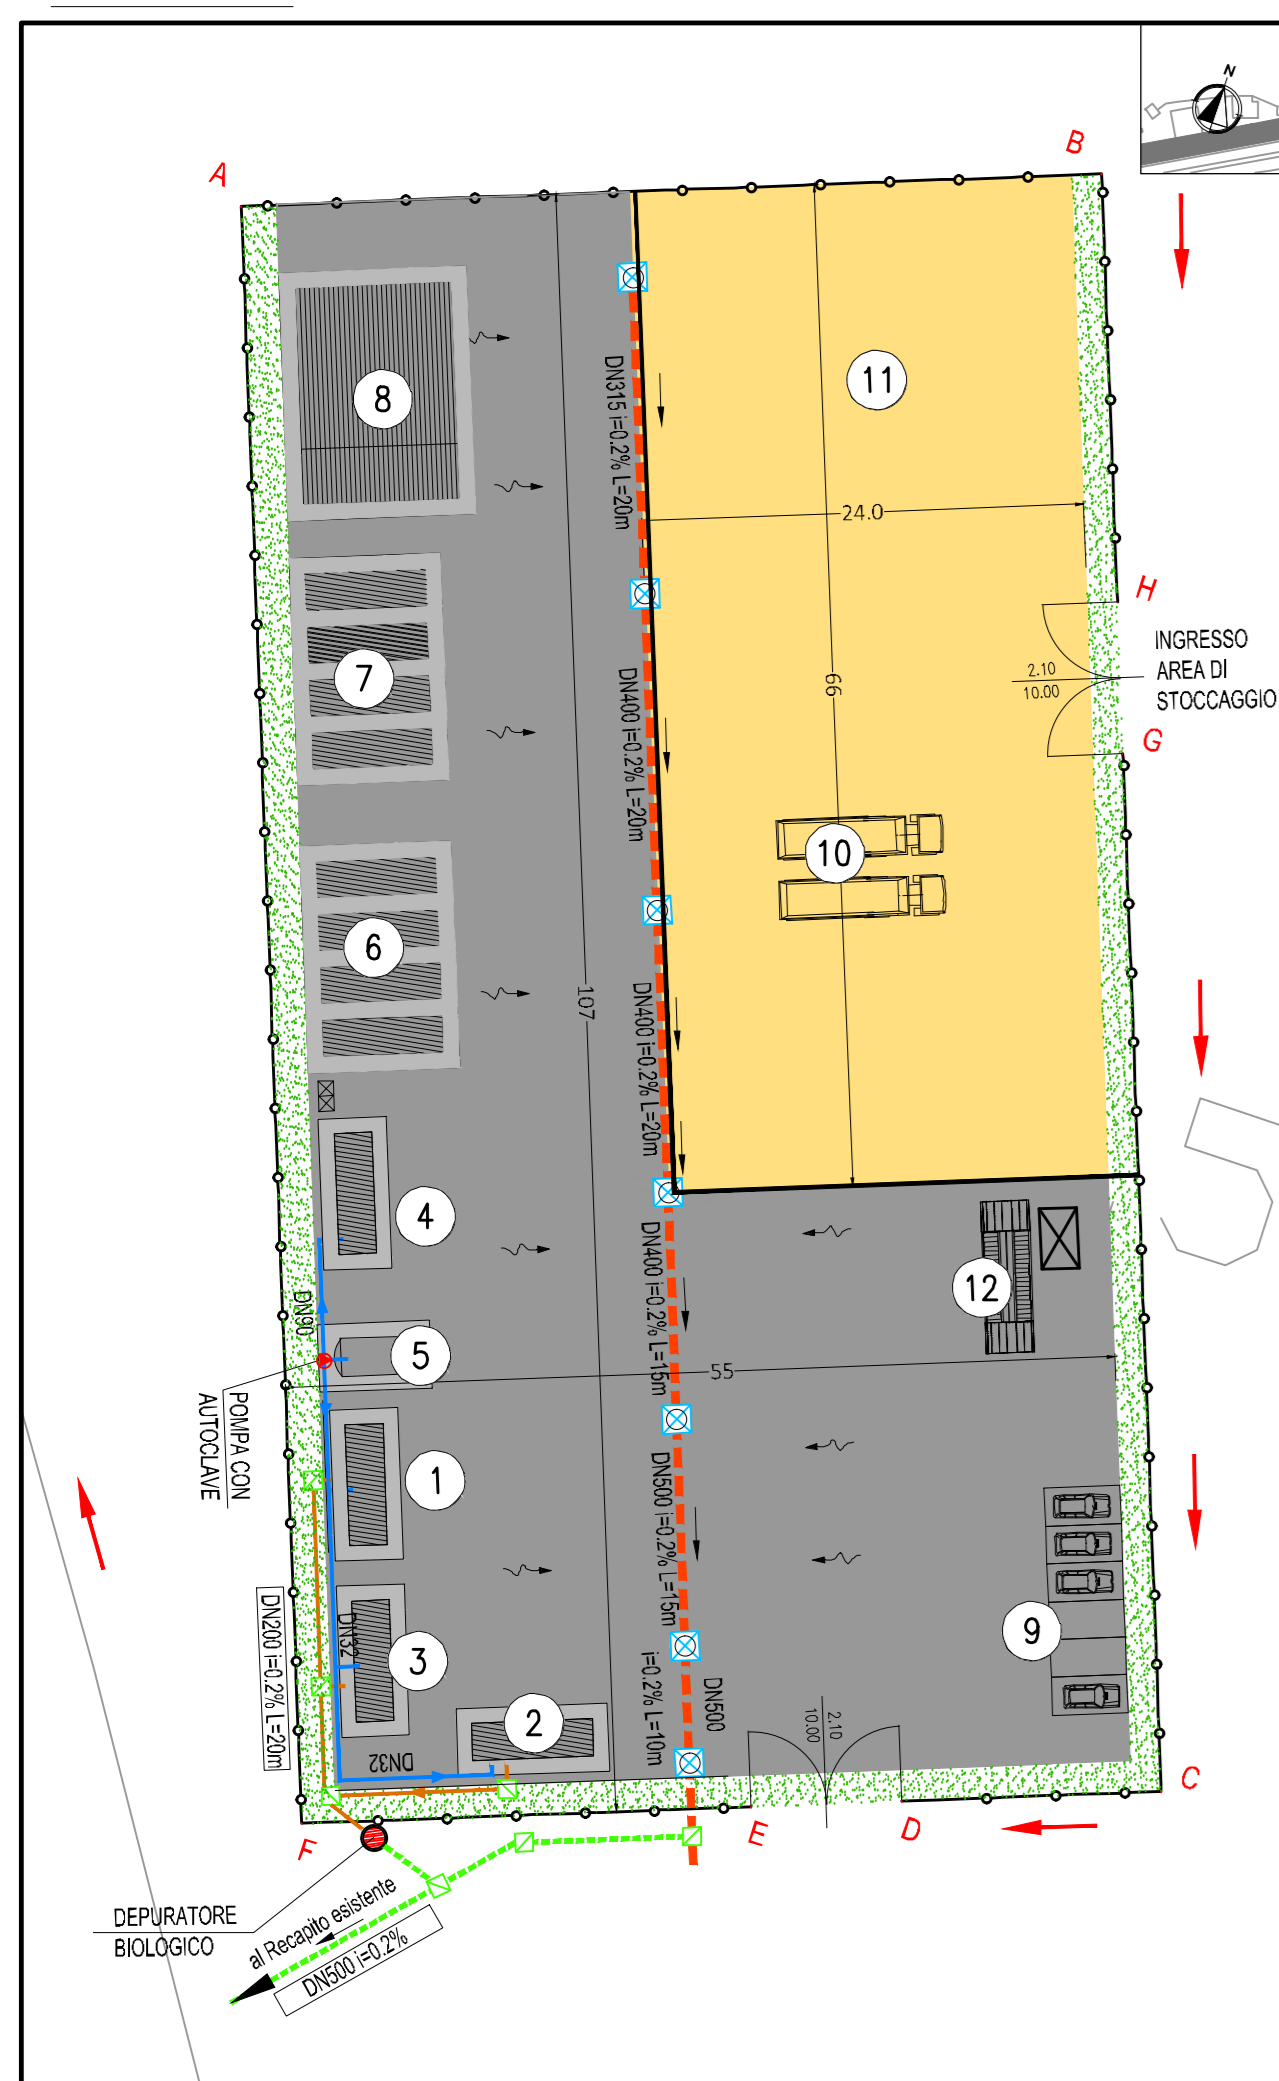 N
A
B
8
11
DN315 i=0.2% L=20m
24.0
H
INGRESSO
AREA DI
STOCCAGGIO
2.10
10.00
G
7
DN400 i=0.2% L=20m
66
10
6
107
DN400 i=0.2% L=20m
4
12
DN90
5
DN400 i=0.2% L=15m
55
POMPA CON
AUTOCLAVE
1
DN500 i=0.2% L=15m
9
DN200 i=0.2% L=20m
DN32
3
i=0.2% L=10m
DN500
2
2.10
10.00
DN32
C
F
E
D
DEPURATORE
BIOLOGICO
al Recapito esistente
DN500 i=0.2%